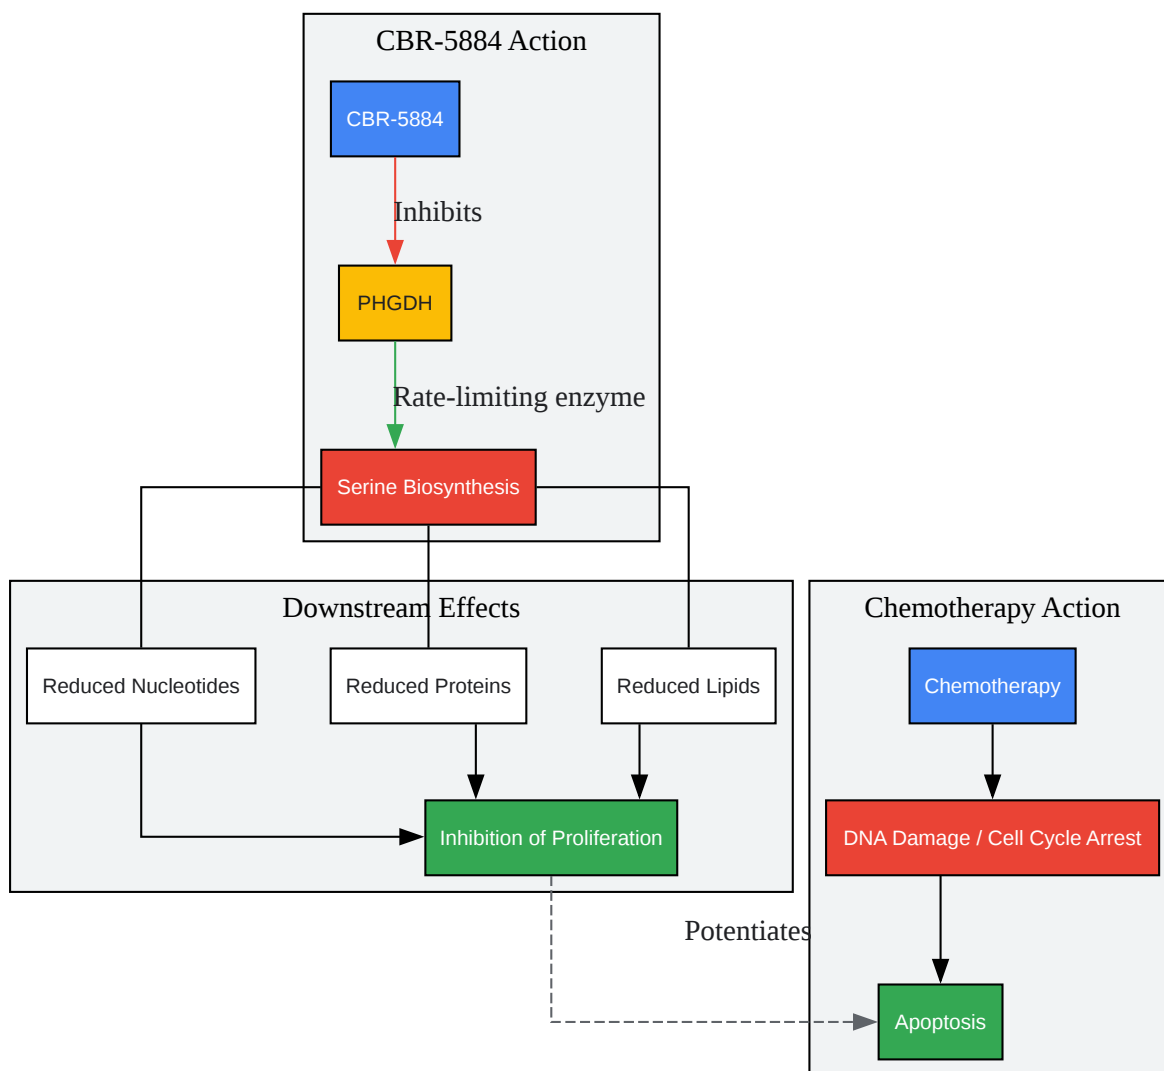 CBR-5884 Action
CBR-5884
Inhibits
PHGDH
Rate-limiting enzyme
Serine Biosynthesis
Downstream Effects
Reduced Nucleotides
Reduced Proteins
Reduced Lipids
Inhibition of Proliferation
Chemotherapy Action
Chemotherapy
DNA Damage / Cell Cycle Arrest
Potentiates
Apoptosis